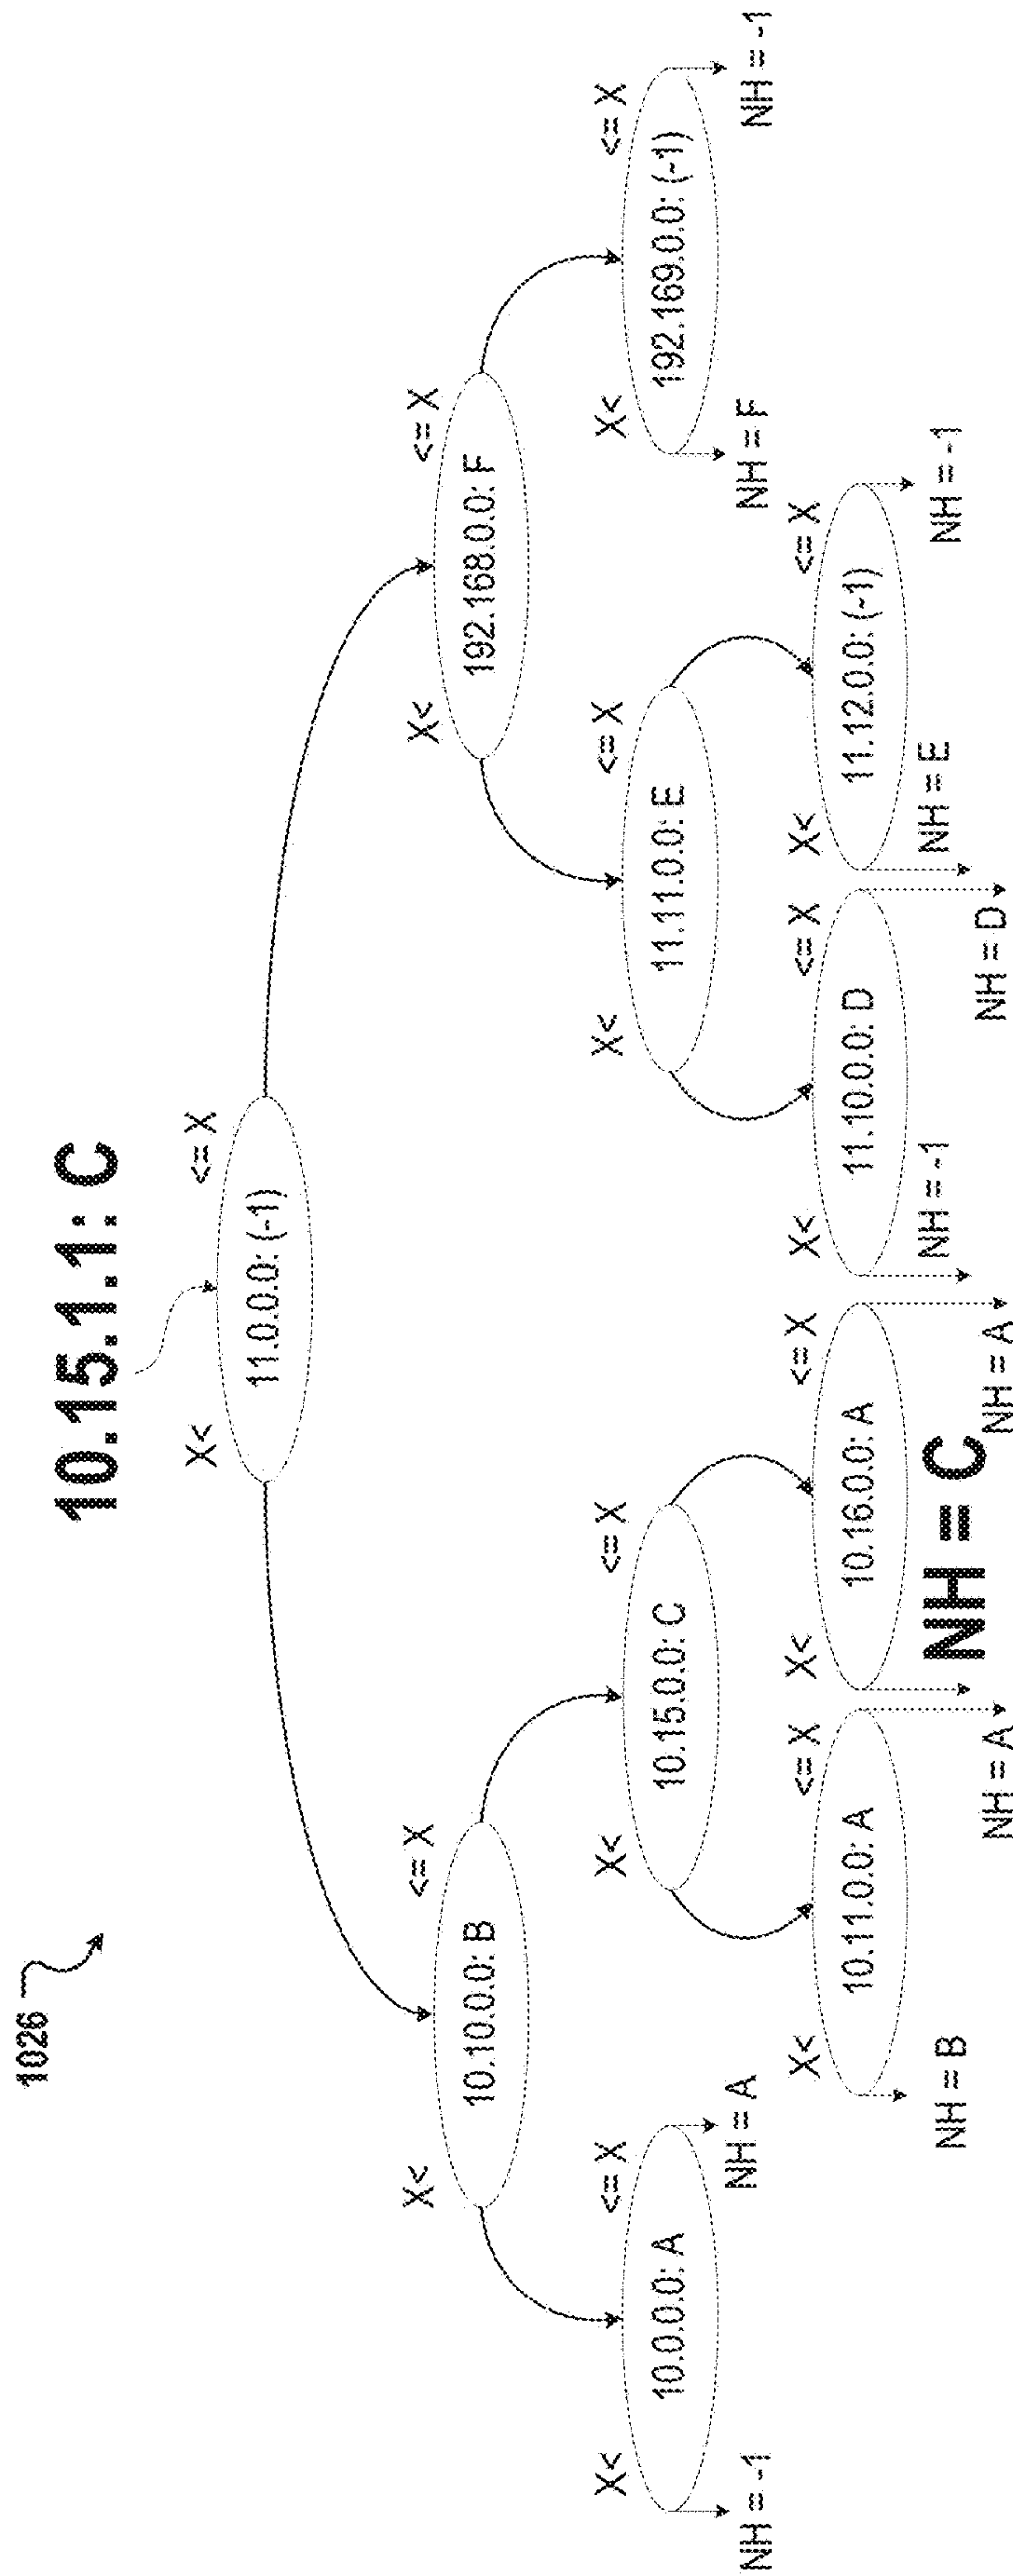 1026
10.15.1.1: C
X<
<= X
11.0.0.0: (-1)
X<
<= X
10.10.0.0: B
X<
<= X
192.168.0.0: F
X<
<= X
10.0.0.0: A
NH = -1
NH = A
X<
<= X
10.15.0.0: C
X<
<= X
11.11.0.0: E
X<
<= X
192.169.0.0: (-1)
NH = F
NH = -1
X<
<= X
10.11.0.0: A
NH = B
NH = A
X<
<= X
10.16.0.0: A
NH = C
NH = A
X<
<= X
11.10.0.0: D
NH = -1
NH = D
X<
<= X
11.12.0.0: (-1)
NH = E
NH = -1